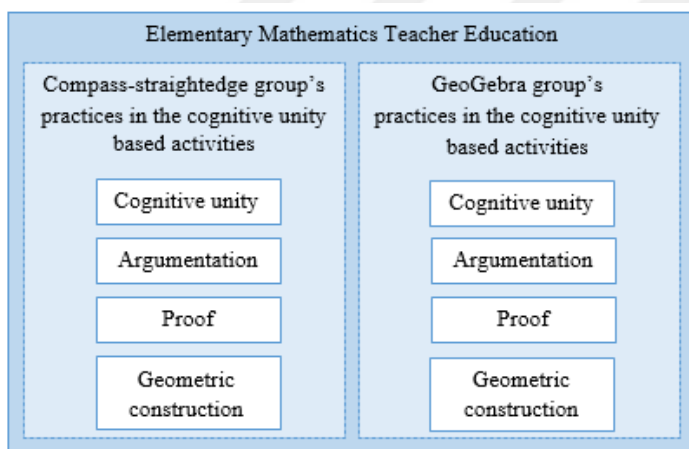 Elementary Mathematics Teacher Education
Compass-straightedge group’s
practices in the cognitive unity
based activities
Cognitive unity
Argumentation
Proof
Geometric
construction
GeoGebra group’s
practices in the cognitive unity
based activities
Cognitive unity
Argumentation
Proof
Geometric
construction